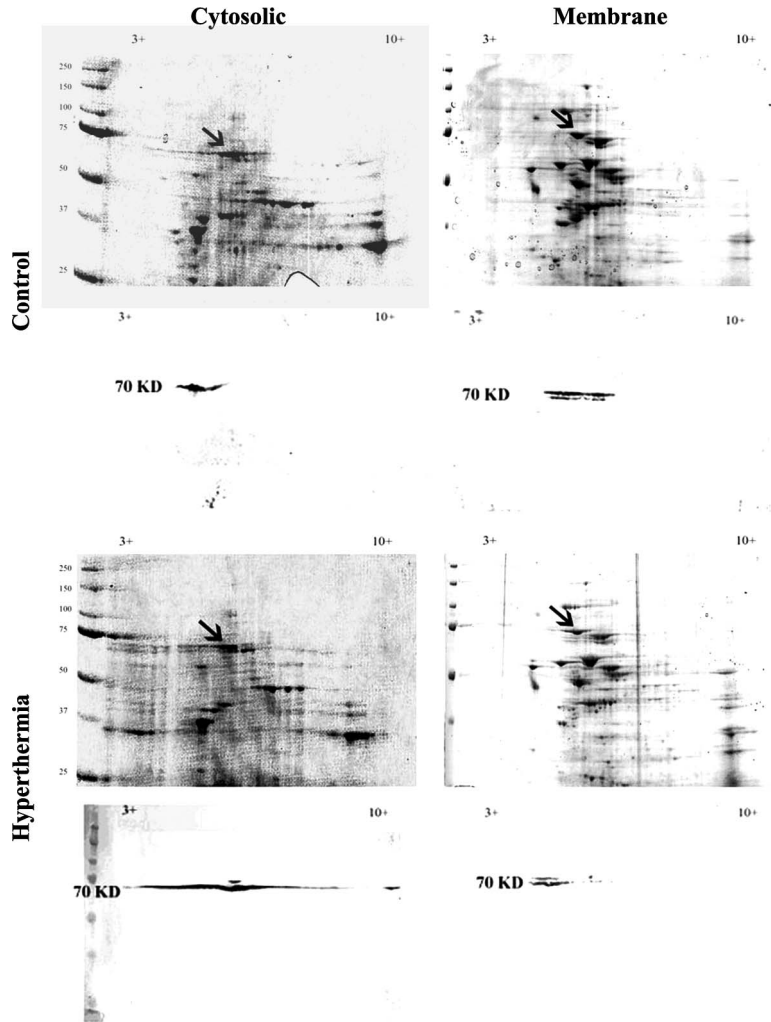 Cytosolic
Membrane
3+ 10+
3+ 10+
250
150
100
75
50
37
25
Control
3+ 10+
3+ 10+
70 KD
70 KD
3+ 10+
3+ 10+
250
150
100
75
50
37
25
Hyperthermia
3+ 10+
3+ 10+
70 KD
70 KD